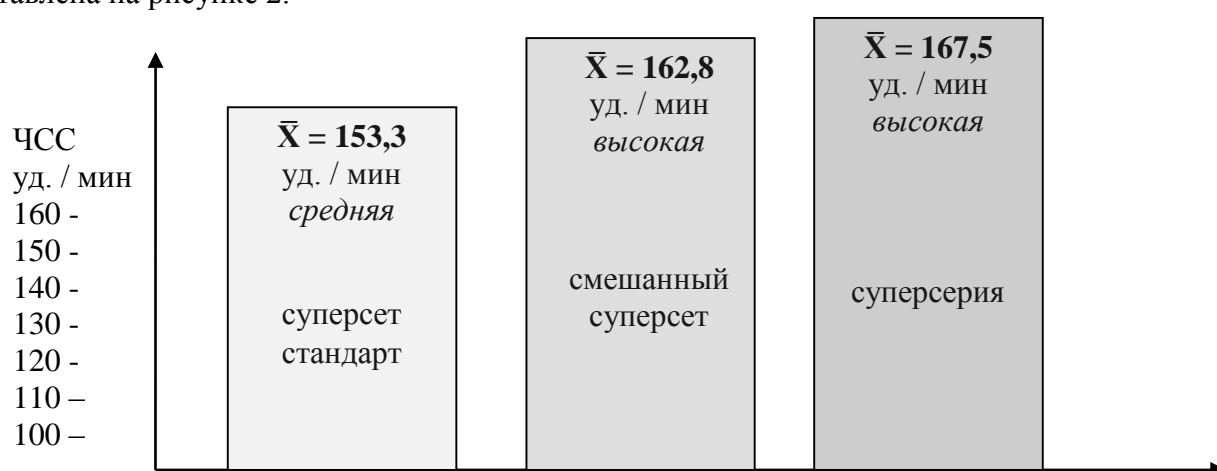 тавлена на рисунке 2.
ЧСС
уд. / мин
160 -
150 -
140 -
130 -
120 -
110 –
100 –
X̅ = 153,3
уд. / мин
средняя
суперсет
стандарт
X̅ = 162,8
уд. / мин
высокая
смешанный
суперсет
X̅ = 167,5
уд. / мин
высокая
суперсерия